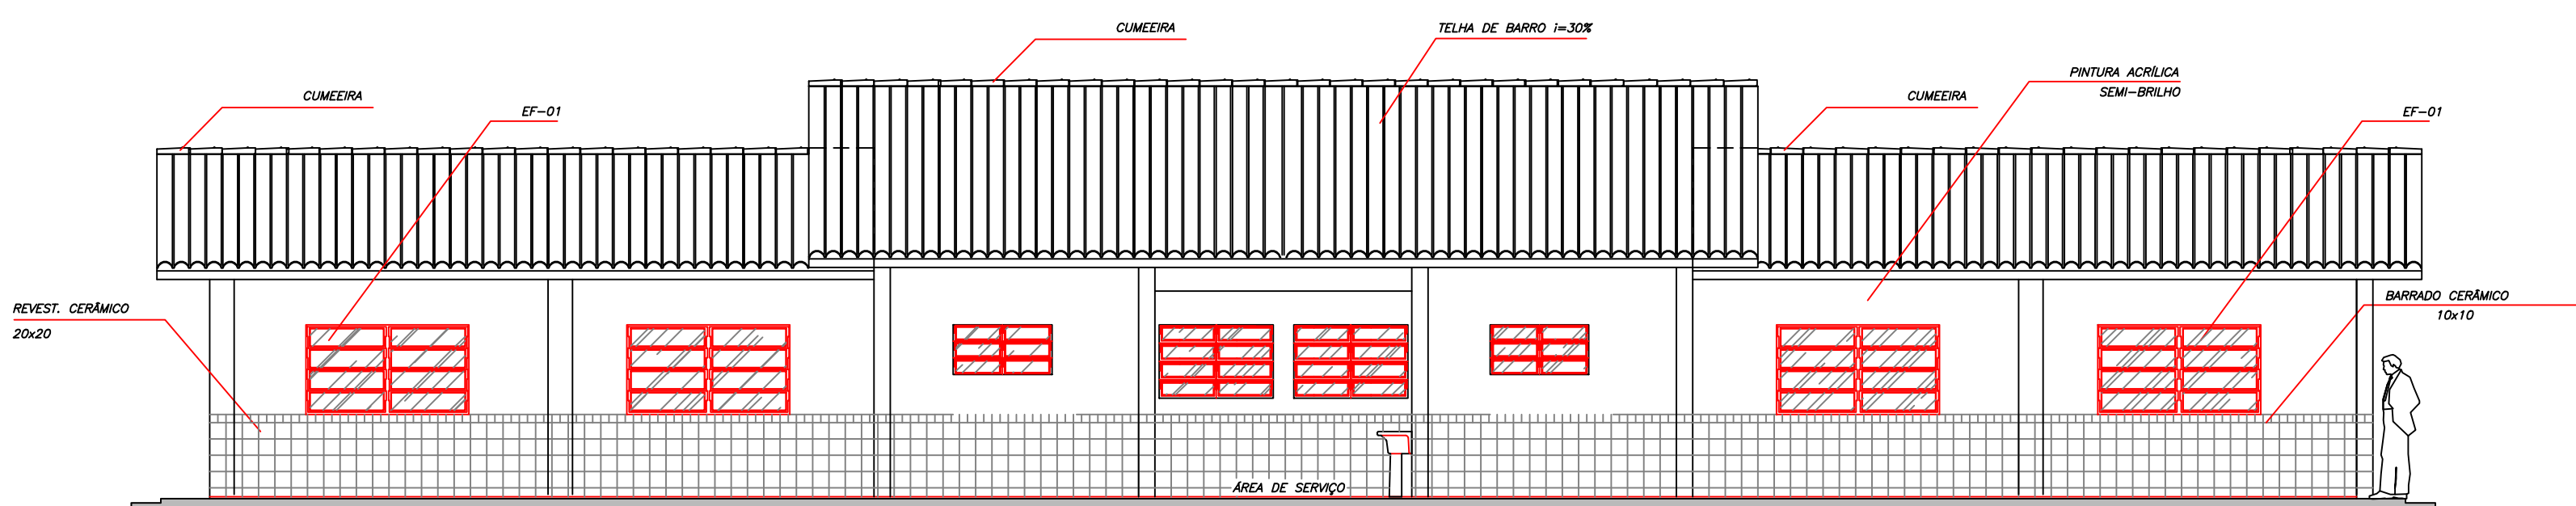 CUMEEIRA
TELHA DE BARRO i=30%
PINTURA ACRÍLICA
SEMI-BRILHO
CUMEEIRA
CUMEEIRA
EF-01
EF-01
REVEST. CERÂMICO
20x20
BARRADO CERÂMICO
10x10
ÁREA DE SERVIÇO